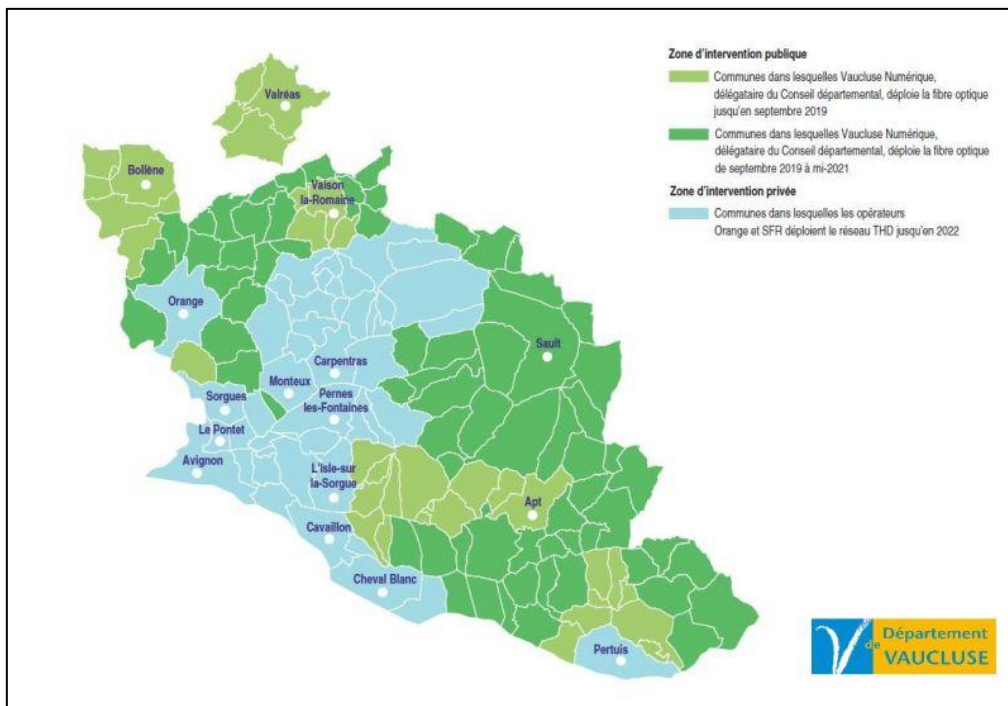 Zone d'intervention publique
Communes dans lesquelles Vaucluse Numérique,
délégataire du Conseil départemental, déploie la fibre optique
jusqu'en septembre 2019
Communes dans lesquelles Vaucluse Numérique,
délégataire du Conseil départemental, déploie la fibre optique
de septembre 2019 à mi-2021
Zone d'intervention privée
Communes dans lesquelles les opérateurs
Orange et SFR déploient le réseau THD jusqu'en 2022
Valréas
Bollène
Vaison
la-Romaine
Orange
Sault
Carpentras
Monteux
Pernes
les-Fontaines
Sorgues
Le Pontet
Avignon
L'Isle-sur
la-Sorgue
Apt
Cavaillon
Cheval Blanc
Pertuis
Département
de VAUCLUSE